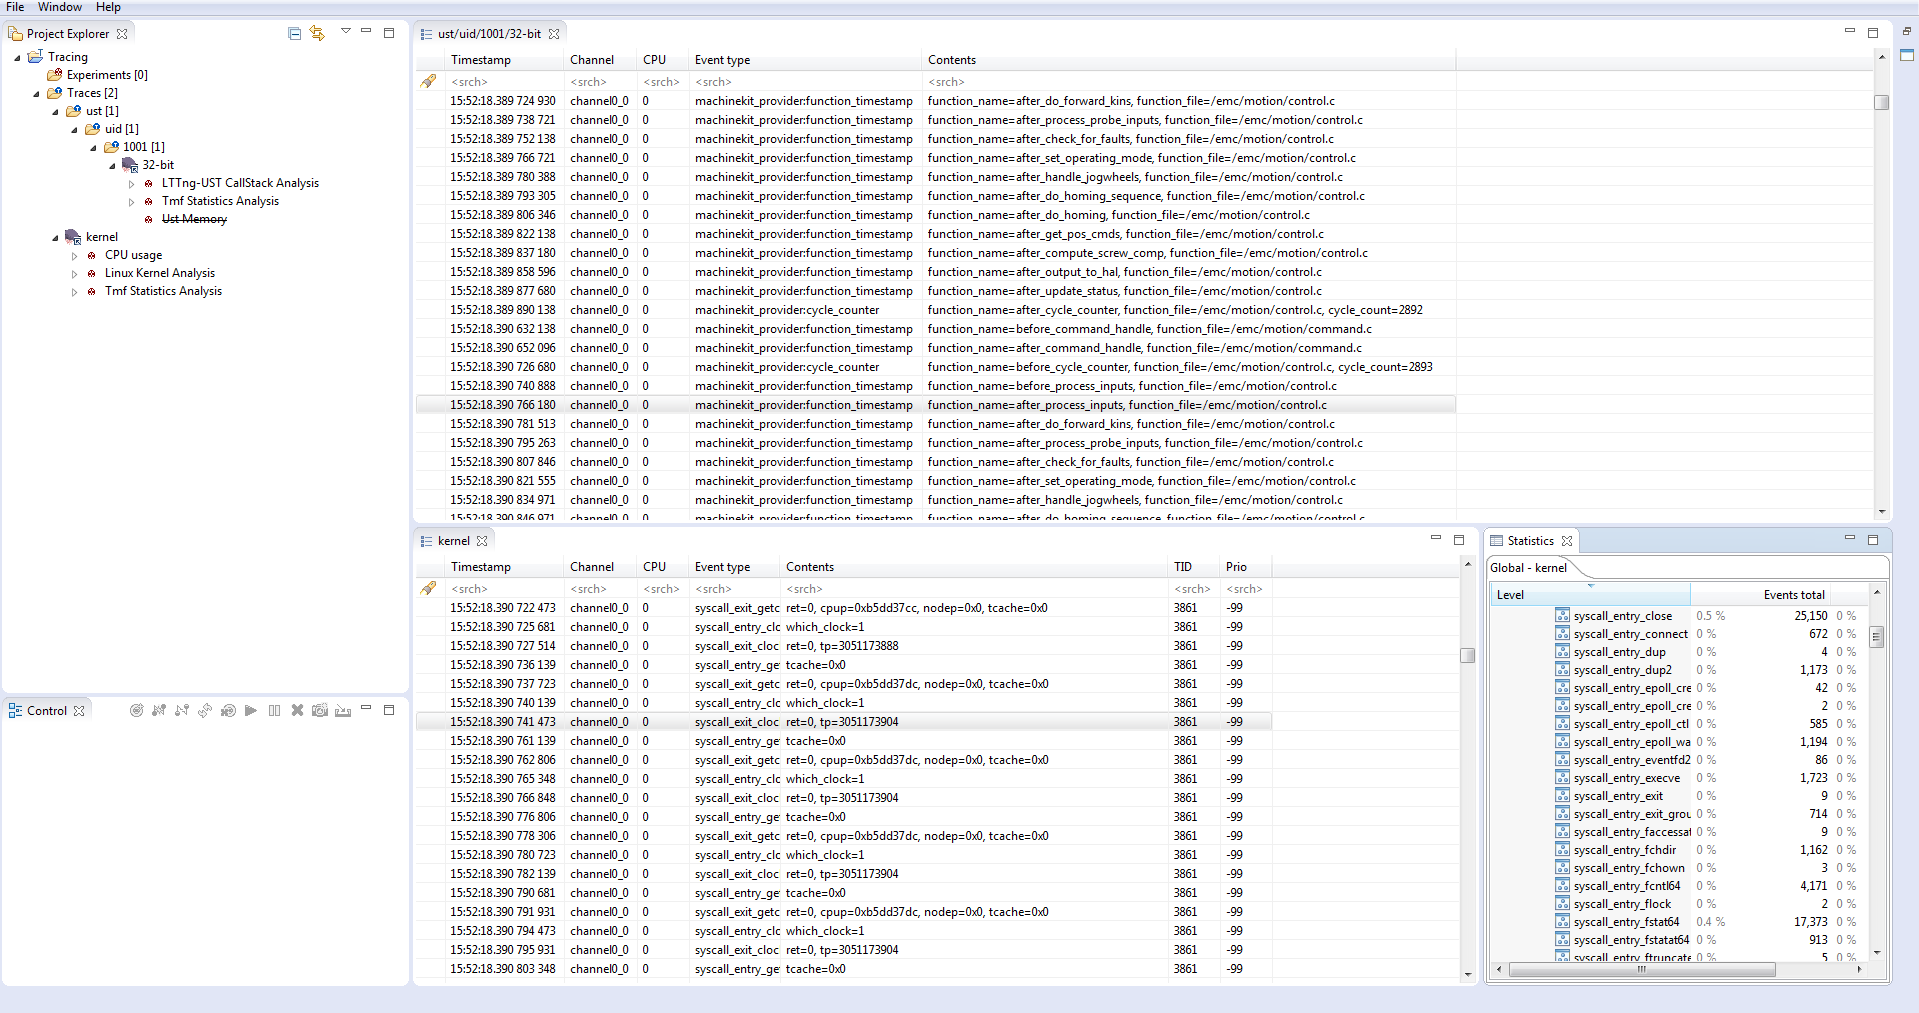 File Window Help
Project Explorer
Tracing
Experiments [0]
Traces [2]
ust [1]
uid [1]
1001 [1]
32-bit
LTTng-UST CallStack Analysis
Tmf Statistics Analysis
Ust Memory
kernel
CPU usage
Linux Kernel Analysis
Tmf Statistics Analysis
Control
ust/uid/1001/32-bit
Timestamp Channel CPU Event type Contents
<srch> <srch> <srch> <srch> <srch>
15:52:18.389 724 930 channel0_0 0 machinekit_provider:function_timestamp function_name=after_do_forward_kins, function_file=/emc/motion/control.c
15:52:18.389 738 721 channel0_0 0 machinekit_provider:function_timestamp function_name=after_process_probe_inputs, function_file=/emc/motion/control.c
15:52:18.389 752 138 channel0_0 0 machinekit_provider:function_timestamp function_name=after_check_for_faults, function_file=/emc/motion/control.c
15:52:18.389 766 721 channel0_0 0 machinekit_provider:function_timestamp function_name=after_set_operating_mode, function_file=/emc/motion/control.c
15:52:18.389 780 388 channel0_0 0 machinekit_provider:function_timestamp function_name=after_handle_jogwheels, function_file=/emc/motion/control.c
15:52:18.389 793 305 channel0_0 0 machinekit_provider:function_timestamp function_name=after_do_homing_sequence, function_file=/emc/motion/control.c
15:52:18.389 806 346 channel0_0 0 machinekit_provider:function_timestamp function_name=after_do_homing, function_file=/emc/motion/control.c
15:52:18.389 822 138 channel0_0 0 machinekit_provider:function_timestamp function_name=after_get_pos_cmds, function_file=/emc/motion/control.c
15:52:18.389 837 180 channel0_0 0 machinekit_provider:function_timestamp function_name=after_compute_screw_comp, function_file=/emc/motion/control.c
15:52:18.389 858 596 channel0_0 0 machinekit_provider:function_timestamp function_name=after_output_to_hal, function_file=/emc/motion/control.c
15:52:18.389 877 680 channel0_0 0 machinekit_provider:function_timestamp function_name=after_update_status, function_file=/emc/motion/control.c
15:52:18.389 890 138 channel0_0 0 machinekit_provider:cycle_counter function_name=after_cycle_counter, function_file=/emc/motion/control.c, cycle_count=2892
15:52:18.390 632 138 channel0_0 0 machinekit_provider:function_timestamp function_name=before_command_handle, function_file=/emc/motion/command.c
15:52:18.390 652 096 channel0_0 0 machinekit_provider:function_timestamp function_name=after_command_handle, function_file=/emc/motion/command.c
15:52:18.390 726 680 channel0_0 0 machinekit_provider:cycle_counter function_name=before_cycle_counter, function_file=/emc/motion/control.c, cycle_count=2893
15:52:18.390 740 888 channel0_0 0 machinekit_provider:function_timestamp function_name=before_process_inputs, function_file=/emc/motion/control.c
15:52:18.390 766 180 channel0_0 0 machinekit_provider:function_timestamp function_name=after_process_inputs, function_file=/emc/motion/control.c
15:52:18.390 781 513 channel0_0 0 machinekit_provider:function_timestamp function_name=after_do_forward_kins, function_file=/emc/motion/control.c
15:52:18.390 795 263 channel0_0 0 machinekit_provider:function_timestamp function_name=after_process_probe_inputs, function_file=/emc/motion/control.c
15:52:18.390 807 846 channel0_0 0 machinekit_provider:function_timestamp function_name=after_check_for_faults, function_file=/emc/motion/control.c
15:52:18.390 821 555 channel0_0 0 machinekit_provider:function_timestamp function_name=after_set_operating_mode, function_file=/emc/motion/control.c
15:52:18.390 834 971 channel0_0 0 machinekit_provider:function_timestamp function_name=after_handle_jogwheels, function_file=/emc/motion/control.c
15:52:18.390 846 971 channel0_0 0 machinekit_provider:function_timestamp function_name=after_do_homing_sequence, function_file=/emc/motion/control.c
kernel
Timestamp Channel CPU Event type Contents TID Prio
<srch> <srch> <srch> <srch> <srch> <srch> <srch>
15:52:18.390 722 473 channel0_0 0 syscall_exit_getc ret=0, cpup=0xb5dd37cc, nodep=0x0, tcache=0x0 3861 -99
15:52:18.390 725 681 channel0_0 0 syscall_entry_clc which_clock=1 3861 -99
15:52:18.390 727 514 channel0_0 0 syscall_exit_cloc ret=0, tp=3051173888 3861 -99
15:52:18.390 736 139 channel0_0 0 syscall_entry_ge tcache=0x0 3861 -99
15:52:18.390 737 723 channel0_0 0 syscall_exit_getc ret=0, cpup=0xb5dd37dc, nodep=0x0, tcache=0x0 3861 -99
15:52:18.390 740 139 channel0_0 0 syscall_entry_clc which_clock=1 3861 -99
15:52:18.390 741 473 channel0_0 0 syscall_exit_cloc ret=0, tp=3051173904 3861 -99
15:52:18.390 761 139 channel0_0 0 syscall_entry_ge tcache=0x0 3861 -99
15:52:18.390 762 806 channel0_0 0 syscall_exit_getc ret=0, cpup=0xb5dd37dc, nodep=0x0, tcache=0x0 3861 -99
15:52:18.390 765 348 channel0_0 0 syscall_entry_clc which_clock=1 3861 -99
15:52:18.390 766 848 channel0_0 0 syscall_exit_cloc ret=0, tp=3051173904 3861 -99
15:52:18.390 776 806 channel0_0 0 syscall_entry_ge tcache=0x0 3861 -99
15:52:18.390 778 306 channel0_0 0 syscall_exit_getc ret=0, cpup=0xb5dd37dc, nodep=0x0, tcache=0x0 3861 -99
15:52:18.390 780 723 channel0_0 0 syscall_entry_clc which_clock=1 3861 -99
15:52:18.390 782 139 channel0_0 0 syscall_exit_cloc ret=0, tp=3051173904 3861 -99
15:52:18.390 790 681 channel0_0 0 syscall_entry_ge tcache=0x0 3861 -99
15:52:18.390 791 931 channel0_0 0 syscall_exit_getc ret=0, cpup=0xb5dd37dc, nodep=0x0, tcache=0x0 3861 -99
15:52:18.390 794 473 channel0_0 0 syscall_entry_clc which_clock=1 3861 -99
15:52:18.390 795 931 channel0_0 0 syscall_exit_cloc ret=0, tp=3051173904 3861 -99
15:52:18.390 803 348 channel0_0 0 syscall_entry_ge tcache=0x0 3861 -99
Statistics
Global - kernel
Level Events total
syscall_entry_close 0.5 % 25,150 0 %
syscall_entry_connect 0 % 672 0 %
syscall_entry_dup 0 % 4 0 %
syscall_entry_dup2 0 % 1,173 0 %
syscall_entry_epoll_cre 0 % 42 0 %
syscall_entry_epoll_cre 0 % 2 0 %
syscall_entry_epoll_ctl 0 % 585 0 %
syscall_entry_epoll_wa 0 % 1,194 0 %
syscall_entry_eventfd2 0 % 86 0 %
syscall_entry_execve 0 % 1,723 0 %
syscall_entry_exit 0 % 9 0 %
syscall_entry_exit_grou 0 % 714 0 %
syscall_entry_faccessat 0 % 9 0 %
syscall_entry_fchdir 0 % 1,162 0 %
syscall_entry_fchown 0 % 3 0 %
syscall_entry_fcntl64 0 % 4,171 0 %
syscall_entry_flock 0 % 2 0 %
syscall_entry_fstat64 0.4 % 17,373 0 %
syscall_entry_fstatat64 0 % 913 0 %
syscall_entry_ftruncate 0 % 5 0 %